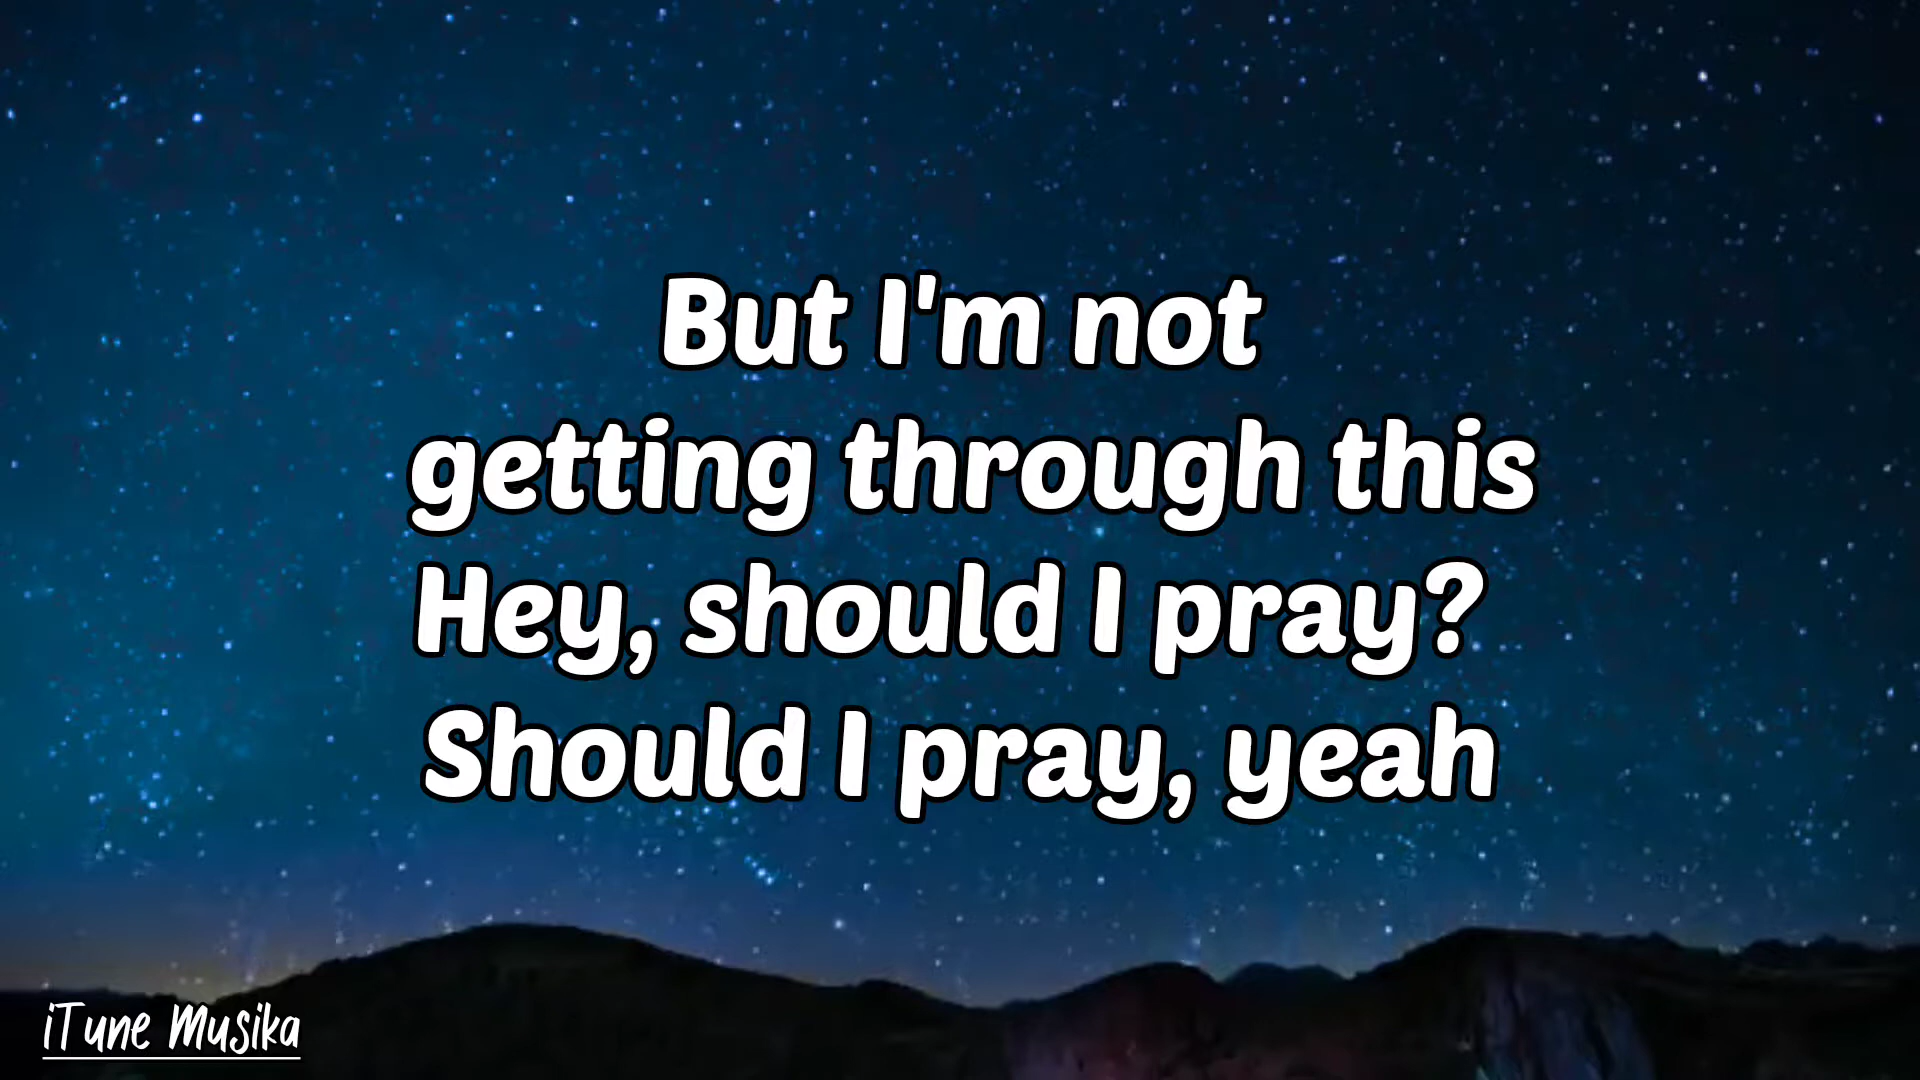 But I'm not
getting through this
Hey, should I pray?
Should I pray, yeah
iTune Musika